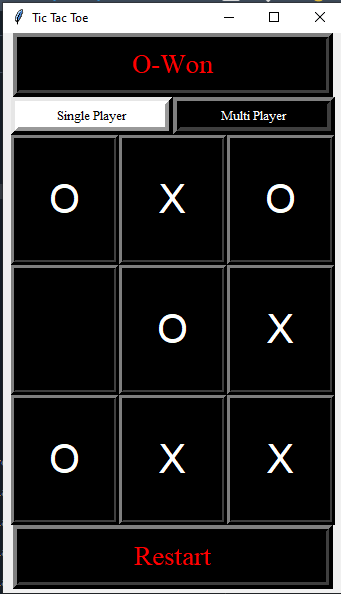 Tic Tac Toe
O-Won
Single Player Multi Player
O X O
O X
O X X
Restart